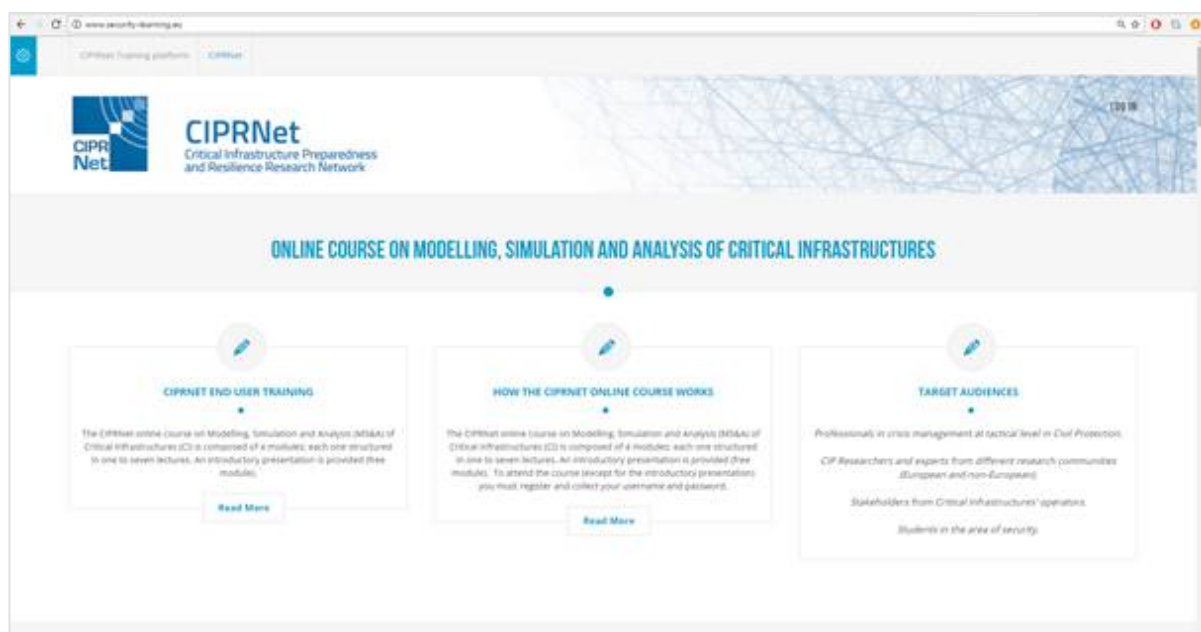 www.security-learning.eu
CIPRNet Training platform CIPRNet
LOG IN
CIPR
Net
CIPRNet
Critical Infrastructure Preparedness
and Resilience Research Network
ONLINE COURSE ON MODELLING, SIMULATION AND ANALYSIS OF CRITICAL INFRASTRUCTURES
CIPRNET END USER TRAINING
The CIPRNet online course on Modelling, Simulation and Analysis (MS&A) of
Critical Infrastructures (CI) is composed of 4 modules; each one structured
in one to seven lectures. An introductory presentation is provided (free
module).
Read More
HOW THE CIPRNET ONLINE COURSE WORKS
The CIPRNet online course on Modelling, Simulation and Analysis (MS&A) of
Critical Infrastructures (CI) is composed of 4 modules; each one structured
in one to seven lectures. An introductory presentation is provided (free
module). To attend the course (except for the introductory presentations)
you must register and collect your username and password.
Read More
TARGET AUDIENCES
Professionals in crisis management at tactical level in Civil Protection.
CIP Researchers and experts from different research communities
(European and non-European).
Stakeholders from Critical Infrastructures' operators.
Students in the area of security.